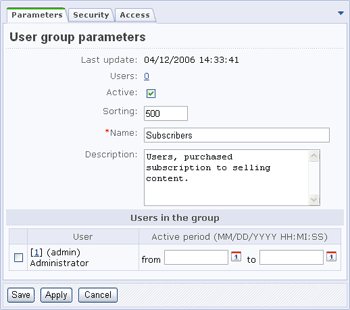 Parameters Security Access
User group parameters
Last update: 04/12/2006 14:33:41
Users: 0
Active:
Sorting: 500
*Name: Subscribers
Description: Users, purchased
subscription to selling
content.
Users in the group
User Active period (MM/DD/YYYY HH:MI:SS)
[1] (admin)
Administrator
from to
Save Apply Cancel